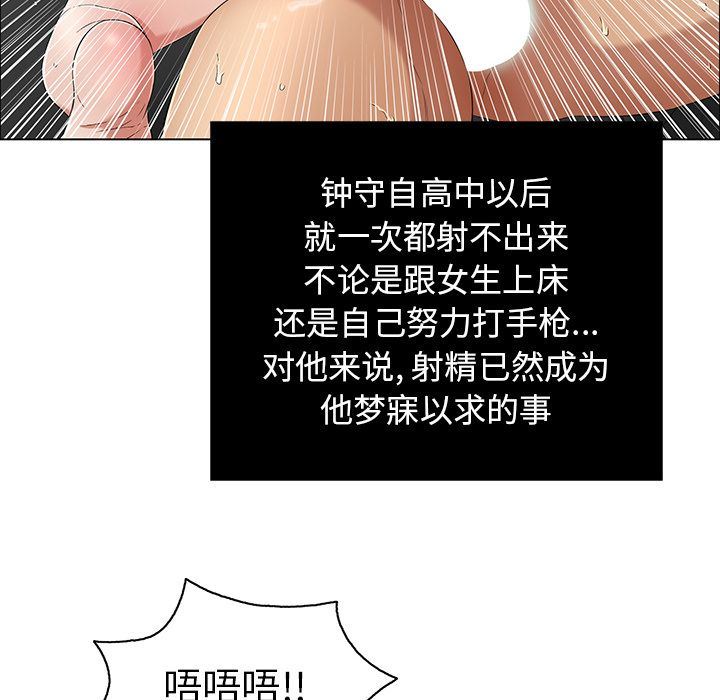 钟守自高中以后
就一次都射不出来
不论是跟女生上床
还是自己努力打手枪...
对他来说, 射精已然成为
他梦寐以求的事
唔唔唔!!